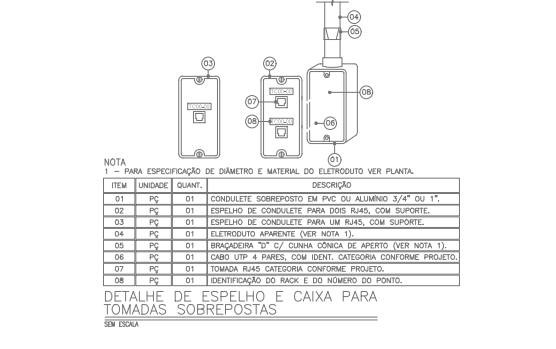 04
05
03
02
08
07
08
06
01
NOTA
1 – PARA ESPECIFICAÇÃO DE DIÂMETRO E MATERIAL DO ELETRODUTO VER PLANTA.
ITEM UNIDADE QUANT. DESCRIÇÃO
01 PÇ 01 CONDULETE SOBREPOSTO EM PVC OU ALUMÍNIO 3/4" OU 1".
02 PÇ 01 ESPELHO DE CONDULETE PARA DOIS RJ45, COM SUPORTE.
03 PÇ 01 ESPELHO DE CONDULETE PARA UM RJ45, COM SUPORTE.
04 PÇ 01 ELETRODUTO APARENTE (VER NOTA 1).
05 PÇ 01 BRAÇADEIRA "D" C/ CUNHA CÔNICA DE APERTO (VER NOTA 1).
06 PÇ 01 CABO UTP 4 PARES, COM IDENT. CATEGORIA CONFORME PROJETO.
07 PÇ 01 TOMADA RJ45 CATEGORIA CONFORME PROJETO.
08 PÇ 01 IDENTIFICAÇÃO DO RACK E DO NÚMERO DO PONTO.
DETALHE DE ESPELHO E CAIXA PARA
TOMADAS SOBREPOSTAS
SEM ESCALA